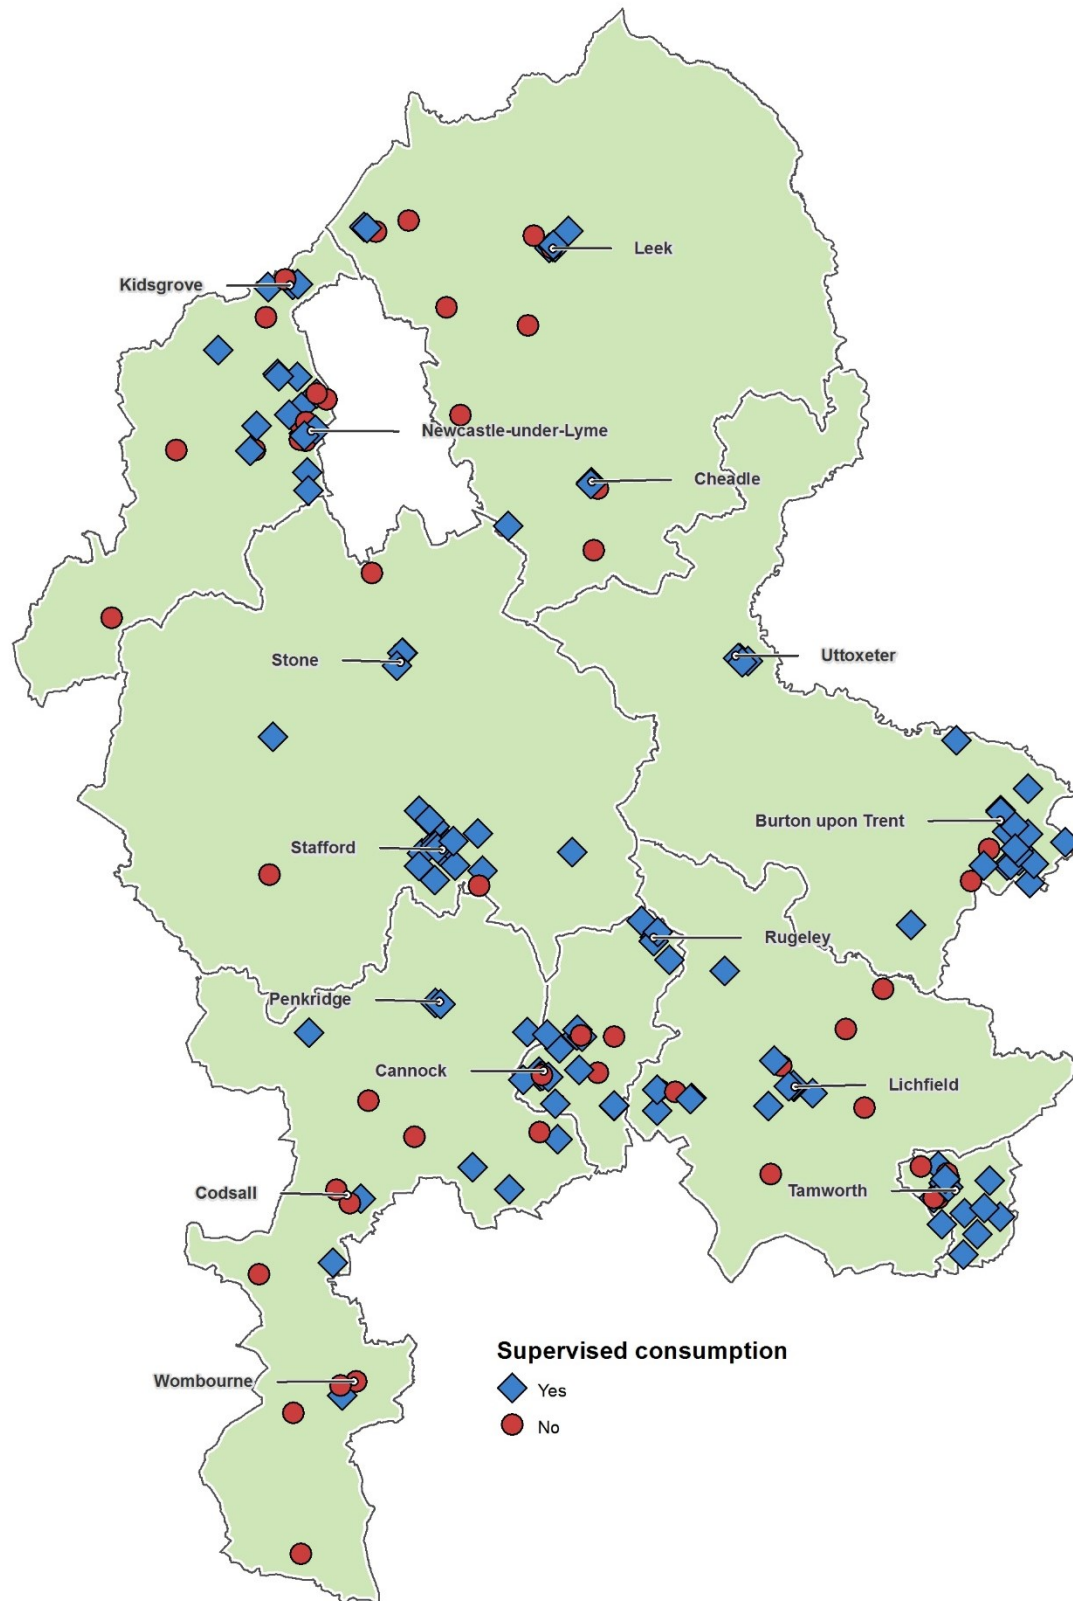 Leek
Kidsgrove
Newcastle-under-Lyme
Cheadle
Stone
Uttoxeter
Burton upon Trent
Stafford
Rugeley
Penkridge
Cannock
Lichfield
Codsall
Tamworth
Supervised consumption
Wombourne
Yes
No